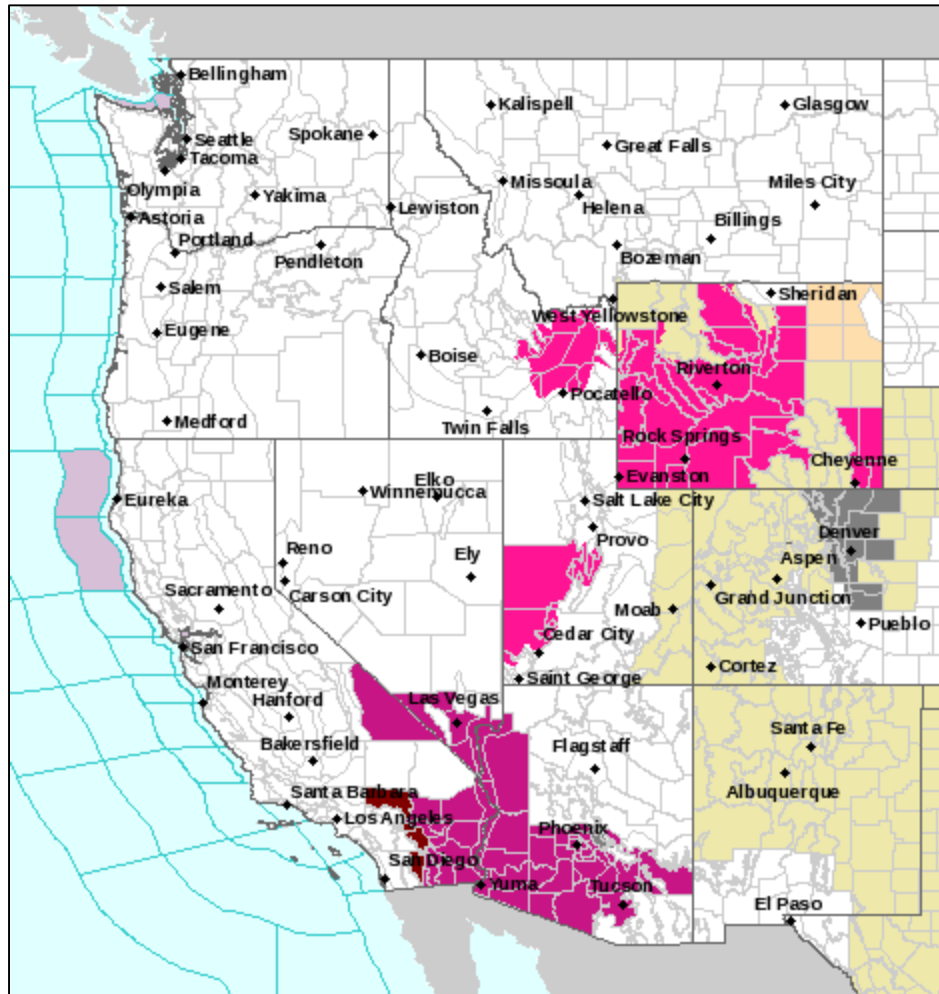 Bellingham
Kalispell
Glasgow
Seattle
Spokane
Great Falls
Tacoma
Olympia
Missoula
Miles City
Yakima
Helena
Lewiston
Astoria
Billings
Portland
Pendleton
Bozeman
Salem
Sheridan
West Yellowstone
Eugene
Boise
Riverton
Pocatello
Medford
Twin Falls
Rock Springs
Cheyenne
Evanston
Elko
Winnemucca
Eureka
Salt Lake City
Provo
Denver
Reno
Ely
Aspen
Sacramento
Carson City
Grand Junction
Moab
Pueblo
Cedar City
San Francisco
Cortez
Saint George
Monterey
Hanford
Las Vegas
Bakersfield
Flagstaff
Santa Fe
Albuquerque
Santa Barbara
Los Angeles
Phoenix
San Diego
Yuma
Tucson
El Paso